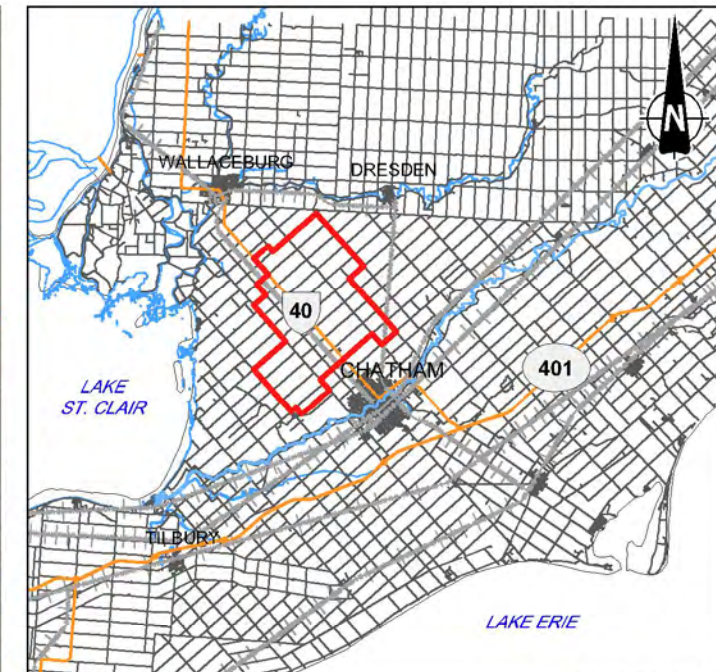 N
WALLACEBURG
DRESDEN
40
CHATHAM
401
LAKE
ST. CLAIR
TILBURY
LAKE ERIE